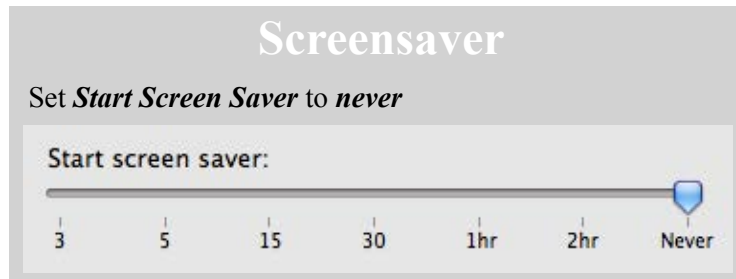 Screensaver
Set Start Screen Saver to never
Start screen saver:
3 5 15 30 1hr 2hr Never